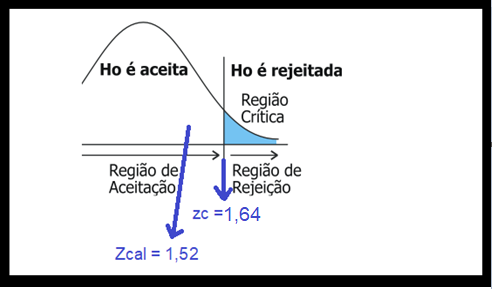 Ho é aceita
Ho é rejeitada
Região
Crítica
Região de
Aceitação
Região de
Rejeição
zc =1,64
Zcal = 1,52